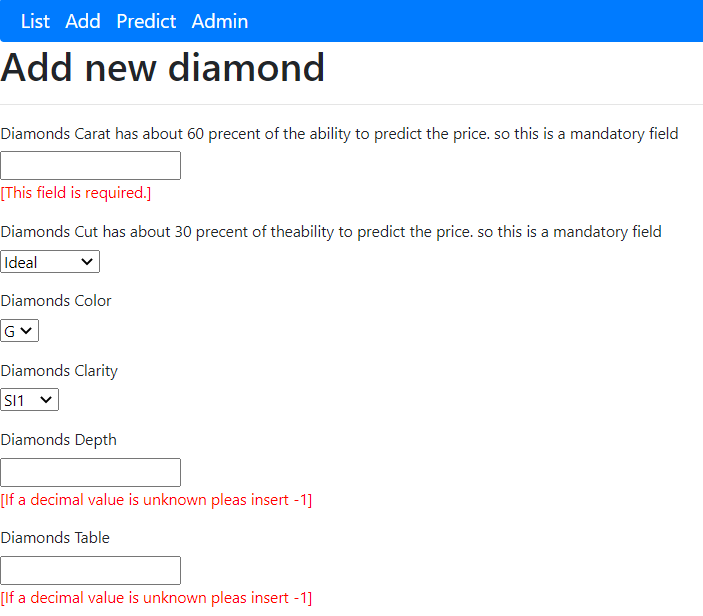 List Add Predict Admin
Add new diamond
Diamonds Carat has about 60 precent of the ability to predict the price. so this is a mandatory field
[This field is required.]
Diamonds Cut has about 30 precent of theability to predict the price. so this is a mandatory field
Ideal
Diamonds Color
G
Diamonds Clarity
SI1
Diamonds Depth
[If a decimal value is unknown pleas insert -1]
Diamonds Table
[If a decimal value is unknown pleas insert -1]